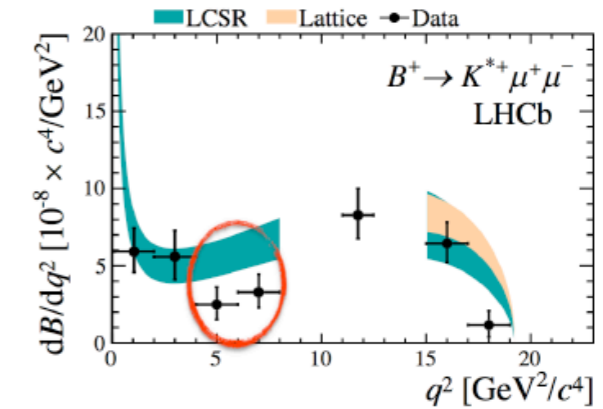 LCSR Lattice Data
B⁺→ K*⁺μ⁺μ⁻
LHCb
dB/dq² [10⁻⁸ × c⁴/GeV²]
20
15
10
5
0
0 5 10 15 20
q² [GeV²/c⁴]